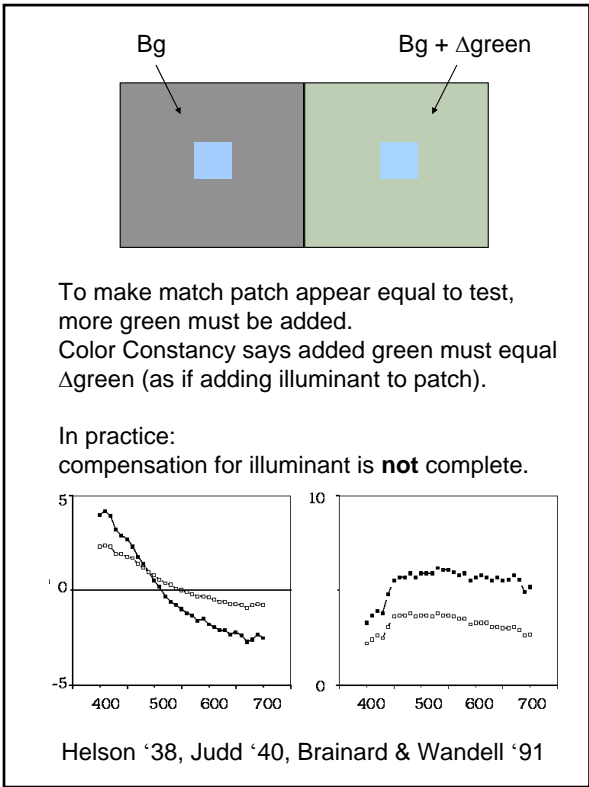 Bg Bg + Δgreen
To make match patch appear equal to test,
more green must be added.
Color Constancy says added green must equal
Δgreen (as if adding illuminant to patch).
In practice:
compensation for illuminant is not complete.
5 10
0
-5 0
400 500 600 700 400 500 600 700
Helson ‘38, Judd ‘40, Brainard & Wandell ‘91